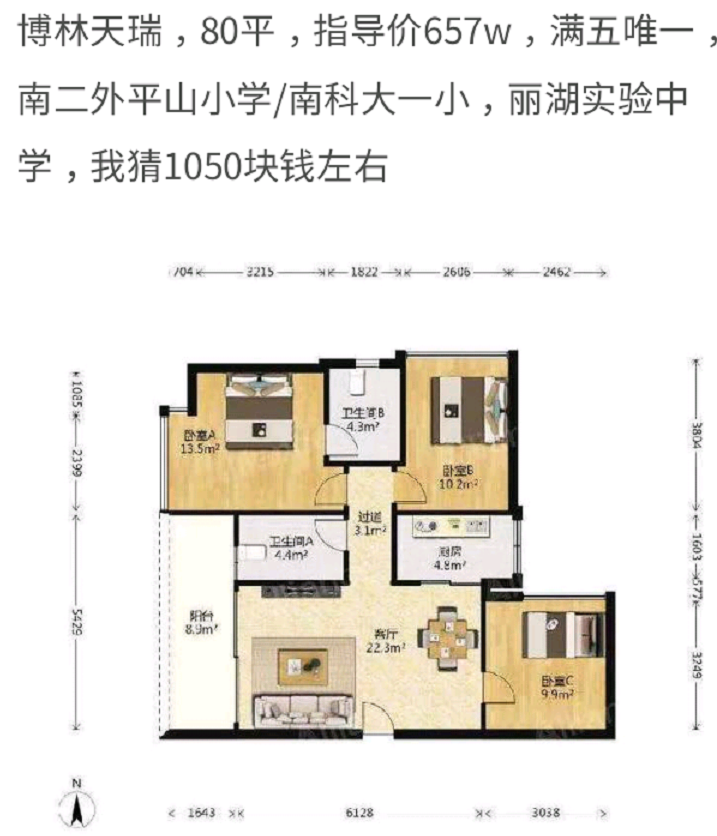 博林天瑞，80平，指导价657w，满五唯一，
南二外平山小学/南科大一小，丽湖实验中
学，我猜1050块钱左右
704 3215 1822 2606 2462
1085
2399
5429
3804
1603
577
3249
卧室A
13.5m²
卫生间B
4.3m²
卧室B
10.2m²
过道
3.1m²
卫生间A
4.4m²
厨房
4.8m²
阳台
8.9m²
客厅
22.3m²
卧室C
9.9m²
N
1643 6128 3038